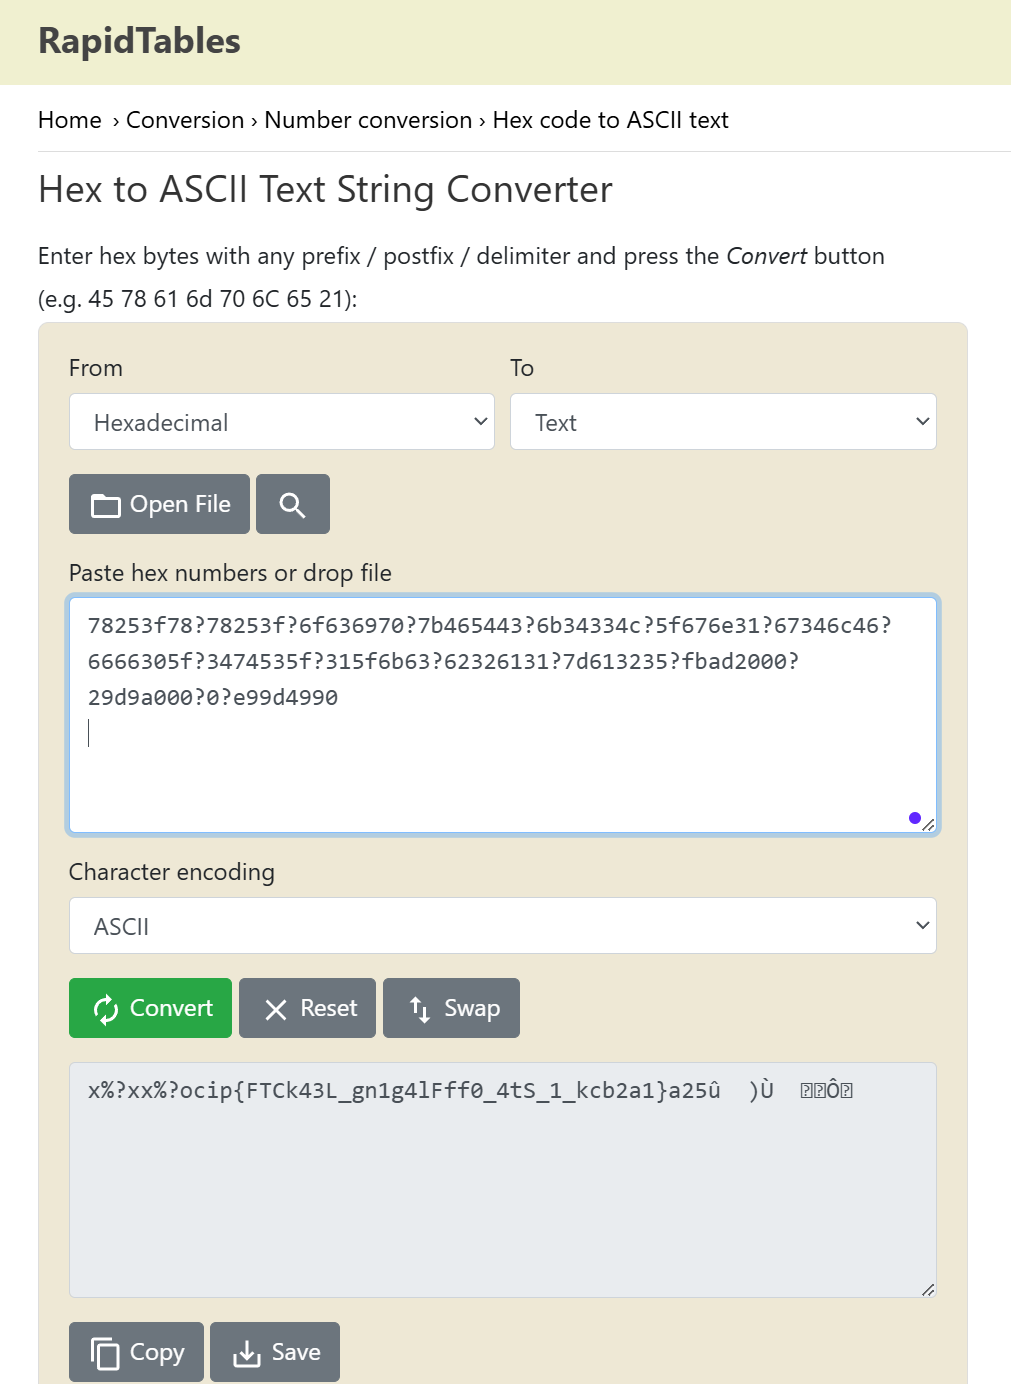 RapidTables
Home › Conversion › Number conversion › Hex code to ASCII text
Hex to ASCII Text String Converter
Enter hex bytes with any prefix / postfix / delimiter and press the Convert button
(e.g. 45 78 61 6d 70 6C 65 21):
From
To
Hexadecimal
Text
Open File
Paste hex numbers or drop file
78253f78?78253f?6f636970?7b465443?6b34334c?5f676e31?67346c46?
6666305f?3474535f?315f6b63?62326131?7d613235?fbad2000?
29d9a000?0?e99d4990
Character encoding
ASCII
Convert
Reset
Swap
x%?xx%?ocip{FTCk43L_gn1g4lFff0_4tS_1_kcb2a1}a25û )Ù Ô
Copy
Save